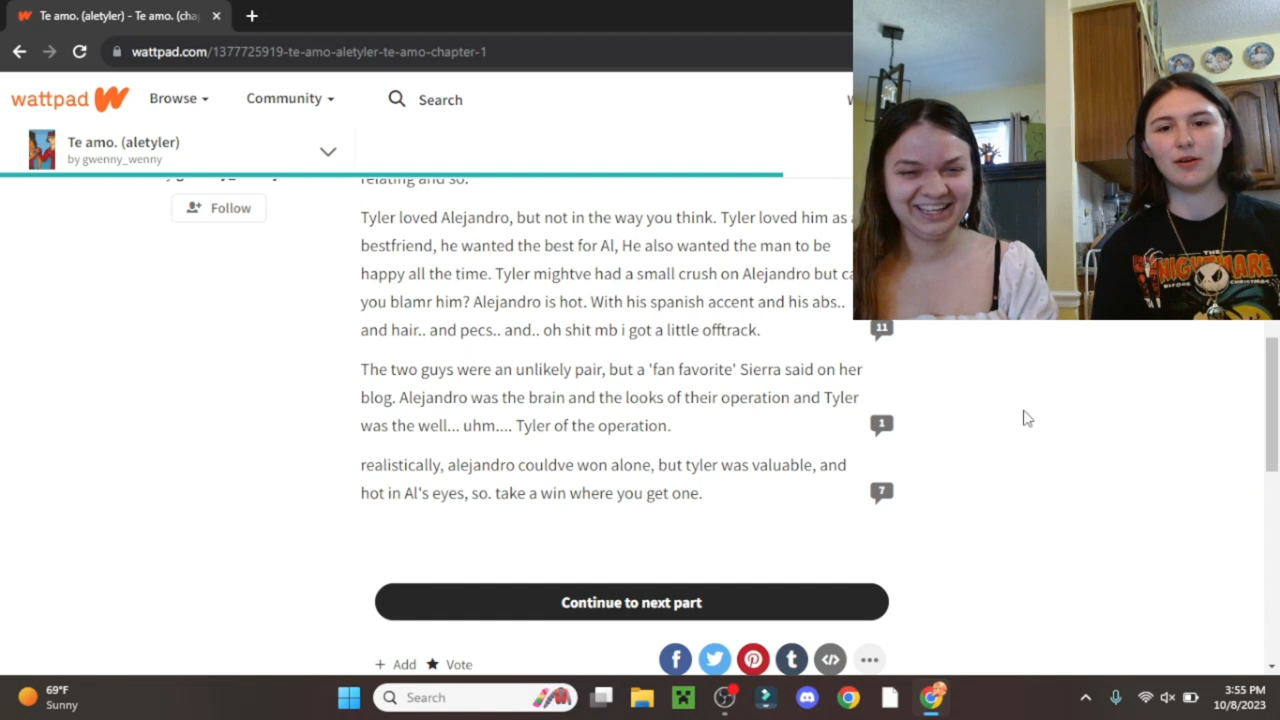 Te amo. (aletyler) - Te amo. (cha
wattpad.com/1377725919-te-amo-aletyler-te-amo-chapter-1
wattpad
Browse
Community
Search
Te amo. (aletyler)
by gwenny_wenny
Follow
relating and so.
Tyler loved Alejandro, but not in the way you think. Tyler loved him as
bestfriend, he wanted the best for Al, He also wanted the man to be
happy all the time. Tyler mightve had a small crush on Alejandro but ca
you blamr him? Alejandro is hot. With his spanish accent and his abs..
and hair.. and pecs.. and.. oh shit mb i got a little offtrack.
11
The two guys were an unlikely pair, but a 'fan favorite' Sierra said on her
blog. Alejandro was the brain and the looks of their operation and Tyler
was the well... uhm.... Tyler of the operation.
1
realistically, alejandro couldve won alone, but tyler was valuable, and
hot in Al's eyes, so. take a win where you get one.
7
Continue to next part
+ Add ★ Vote
THE
NIGHTMARE
BEFORE CHRISTMAS
69°F
Sunny
Search
3:55 PM
10/8/2023